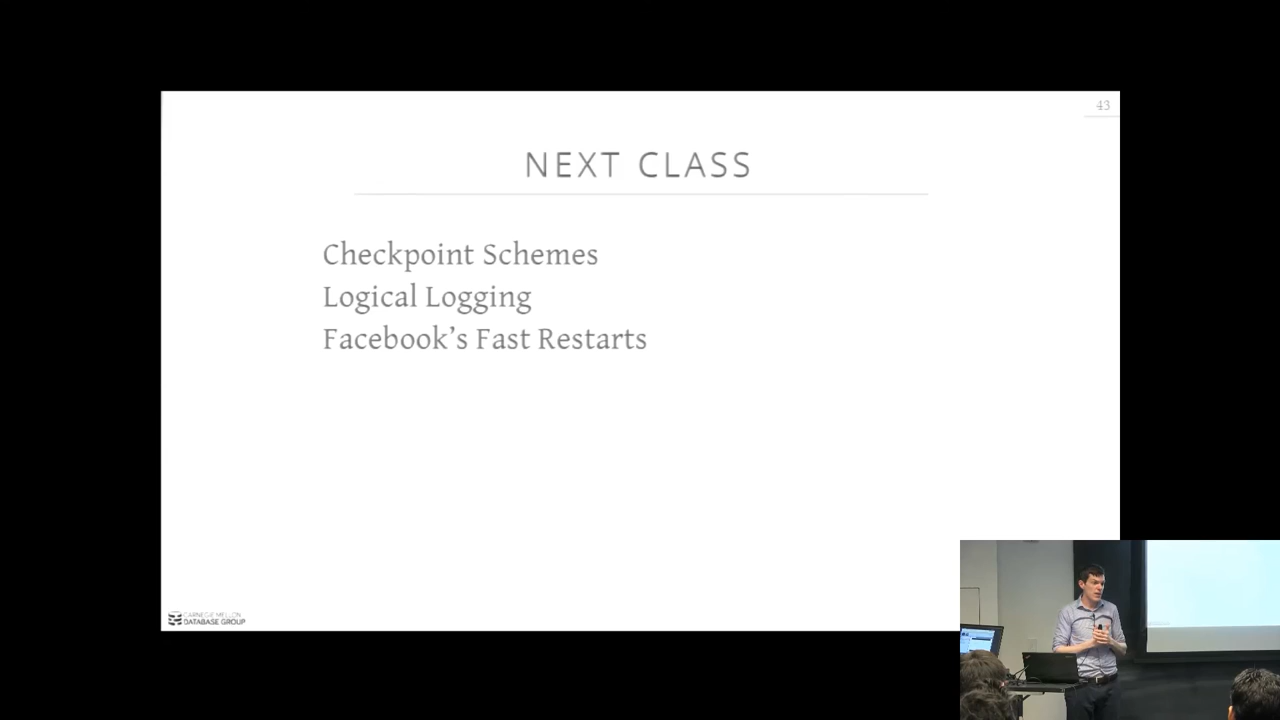 43
NEXT CLASS
Checkpoint Schemes
Logical Logging
Facebook’s Fast Restarts
CARNEGIE MELLON
DATABASE GROUP